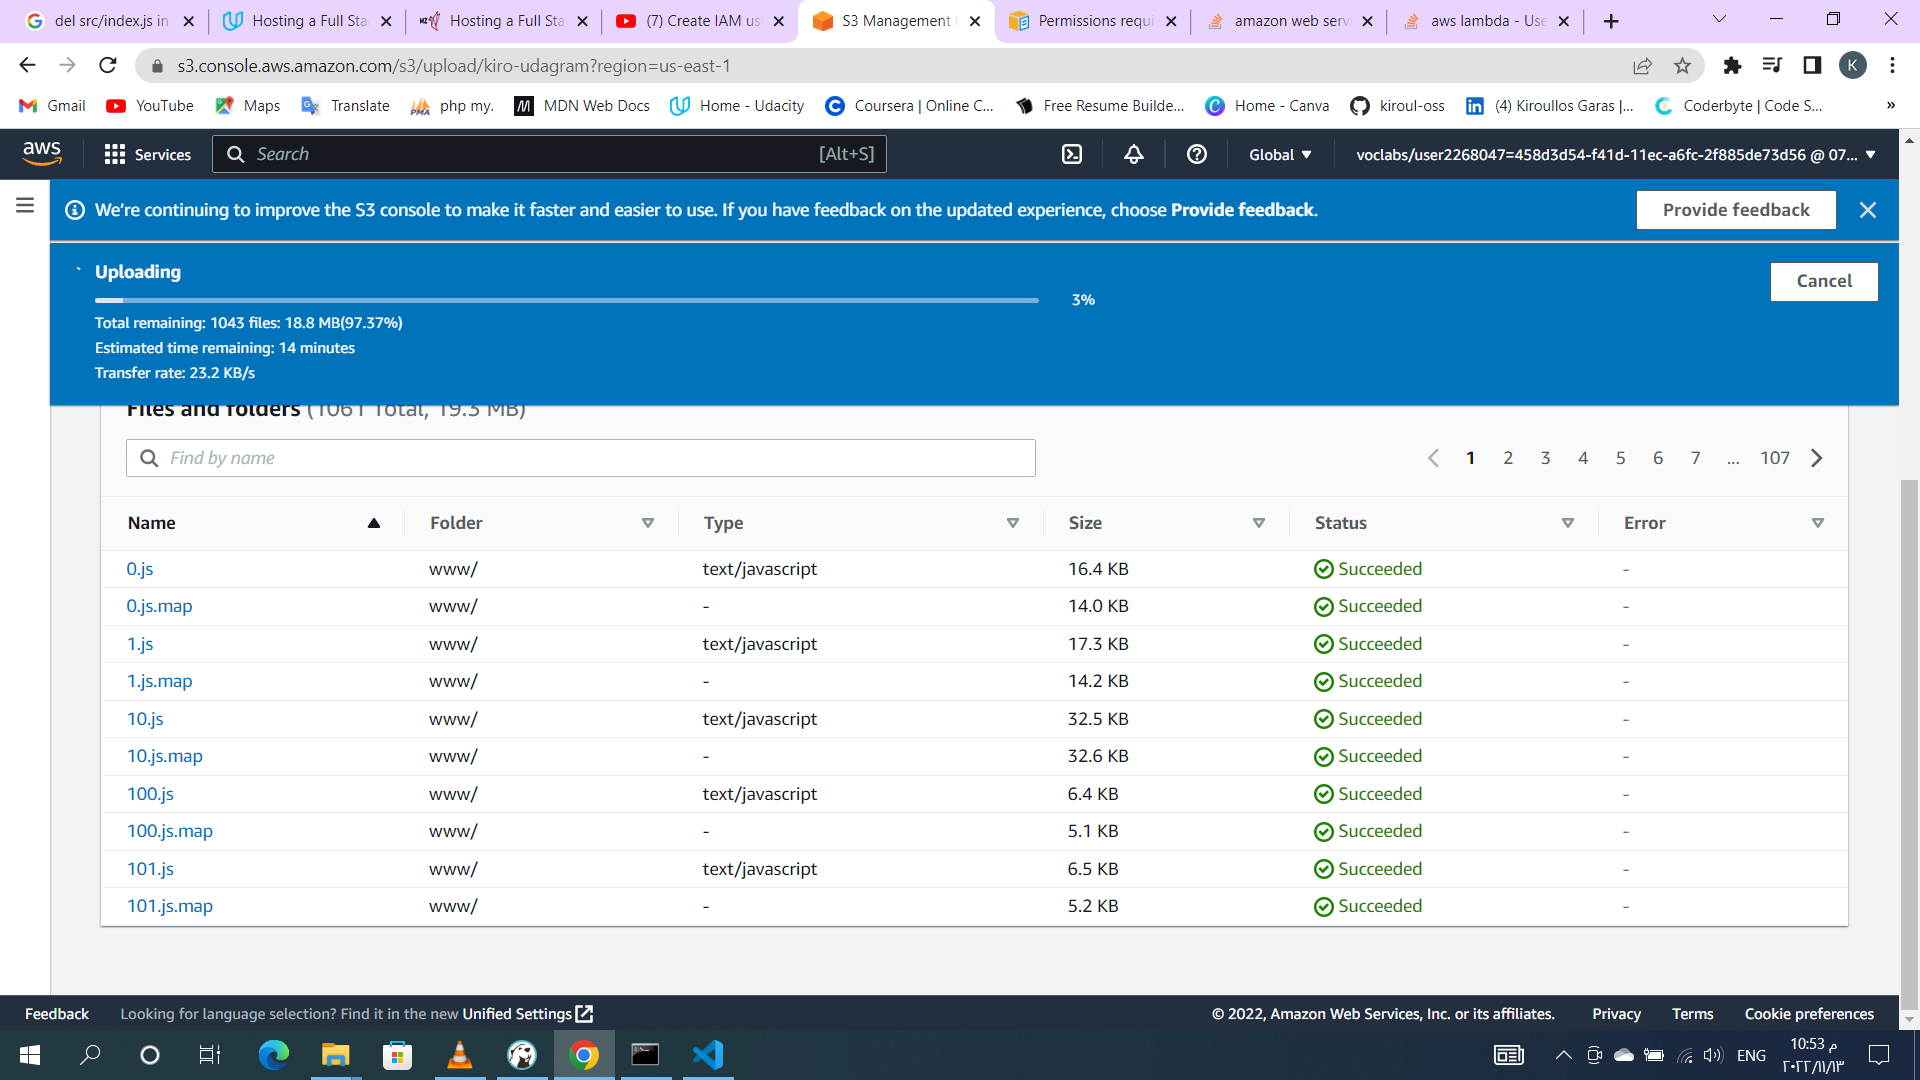 del src/index.js in
Hosting a Full Sta
Hosting a Full Sta
(7) Create IAM us
S3 Management
Permissions requi
amazon web serv
aws lambda - Use
s3.console.aws.amazon.com/s3/upload/kiro-udagram?region=us-east-1
K
Gmail
YouTube
Maps
Translate
php my.
MDN Web Docs
Home - Udacity
Coursera | Online C...
Free Resume Builde...
Home - Canva
kiroul-oss
(4) Kiroullos Garas |...
Coderbyte | Code S...
»
aws
Services
Search
[Alt+S]
Global
voclabs/user2268047=458d3d54-f41d-11ec-a6fc-2f885de73d56 @ 07...
We're continuing to improve the S3 console to make it faster and easier to use. If you have feedback on the updated experience, choose Provide feedback.
Provide feedback
Uploading
Cancel
3%
Total remaining: 1043 files: 18.8 MB(97.37%)
Estimated time remaining: 14 minutes
Transfer rate: 23.2 KB/s
Files and folders (1061 Total, 19.3 MB)
Find by name
1 2 3 4 5 6 7 ... 107
Name Folder Type Size Status Error
0.js www/ text/javascript 16.4 KB Succeeded -
0.js.map www/ - 14.0 KB Succeeded -
1.js www/ text/javascript 17.3 KB Succeeded -
1.js.map www/ - 14.2 KB Succeeded -
10.js www/ text/javascript 32.5 KB Succeeded -
10.js.map www/ - 32.6 KB Succeeded -
100.js www/ text/javascript 6.4 KB Succeeded -
100.js.map www/ - 5.1 KB Succeeded -
101.js www/ text/javascript 6.5 KB Succeeded -
101.js.map www/ - 5.2 KB Succeeded -
Feedback
Looking for language selection? Find it in the new Unified Settings
© 2022, Amazon Web Services, Inc. or its affiliates.
Privacy
Terms
Cookie preferences
ENG
10:53 م
٢٠٢٢/١١/١٣